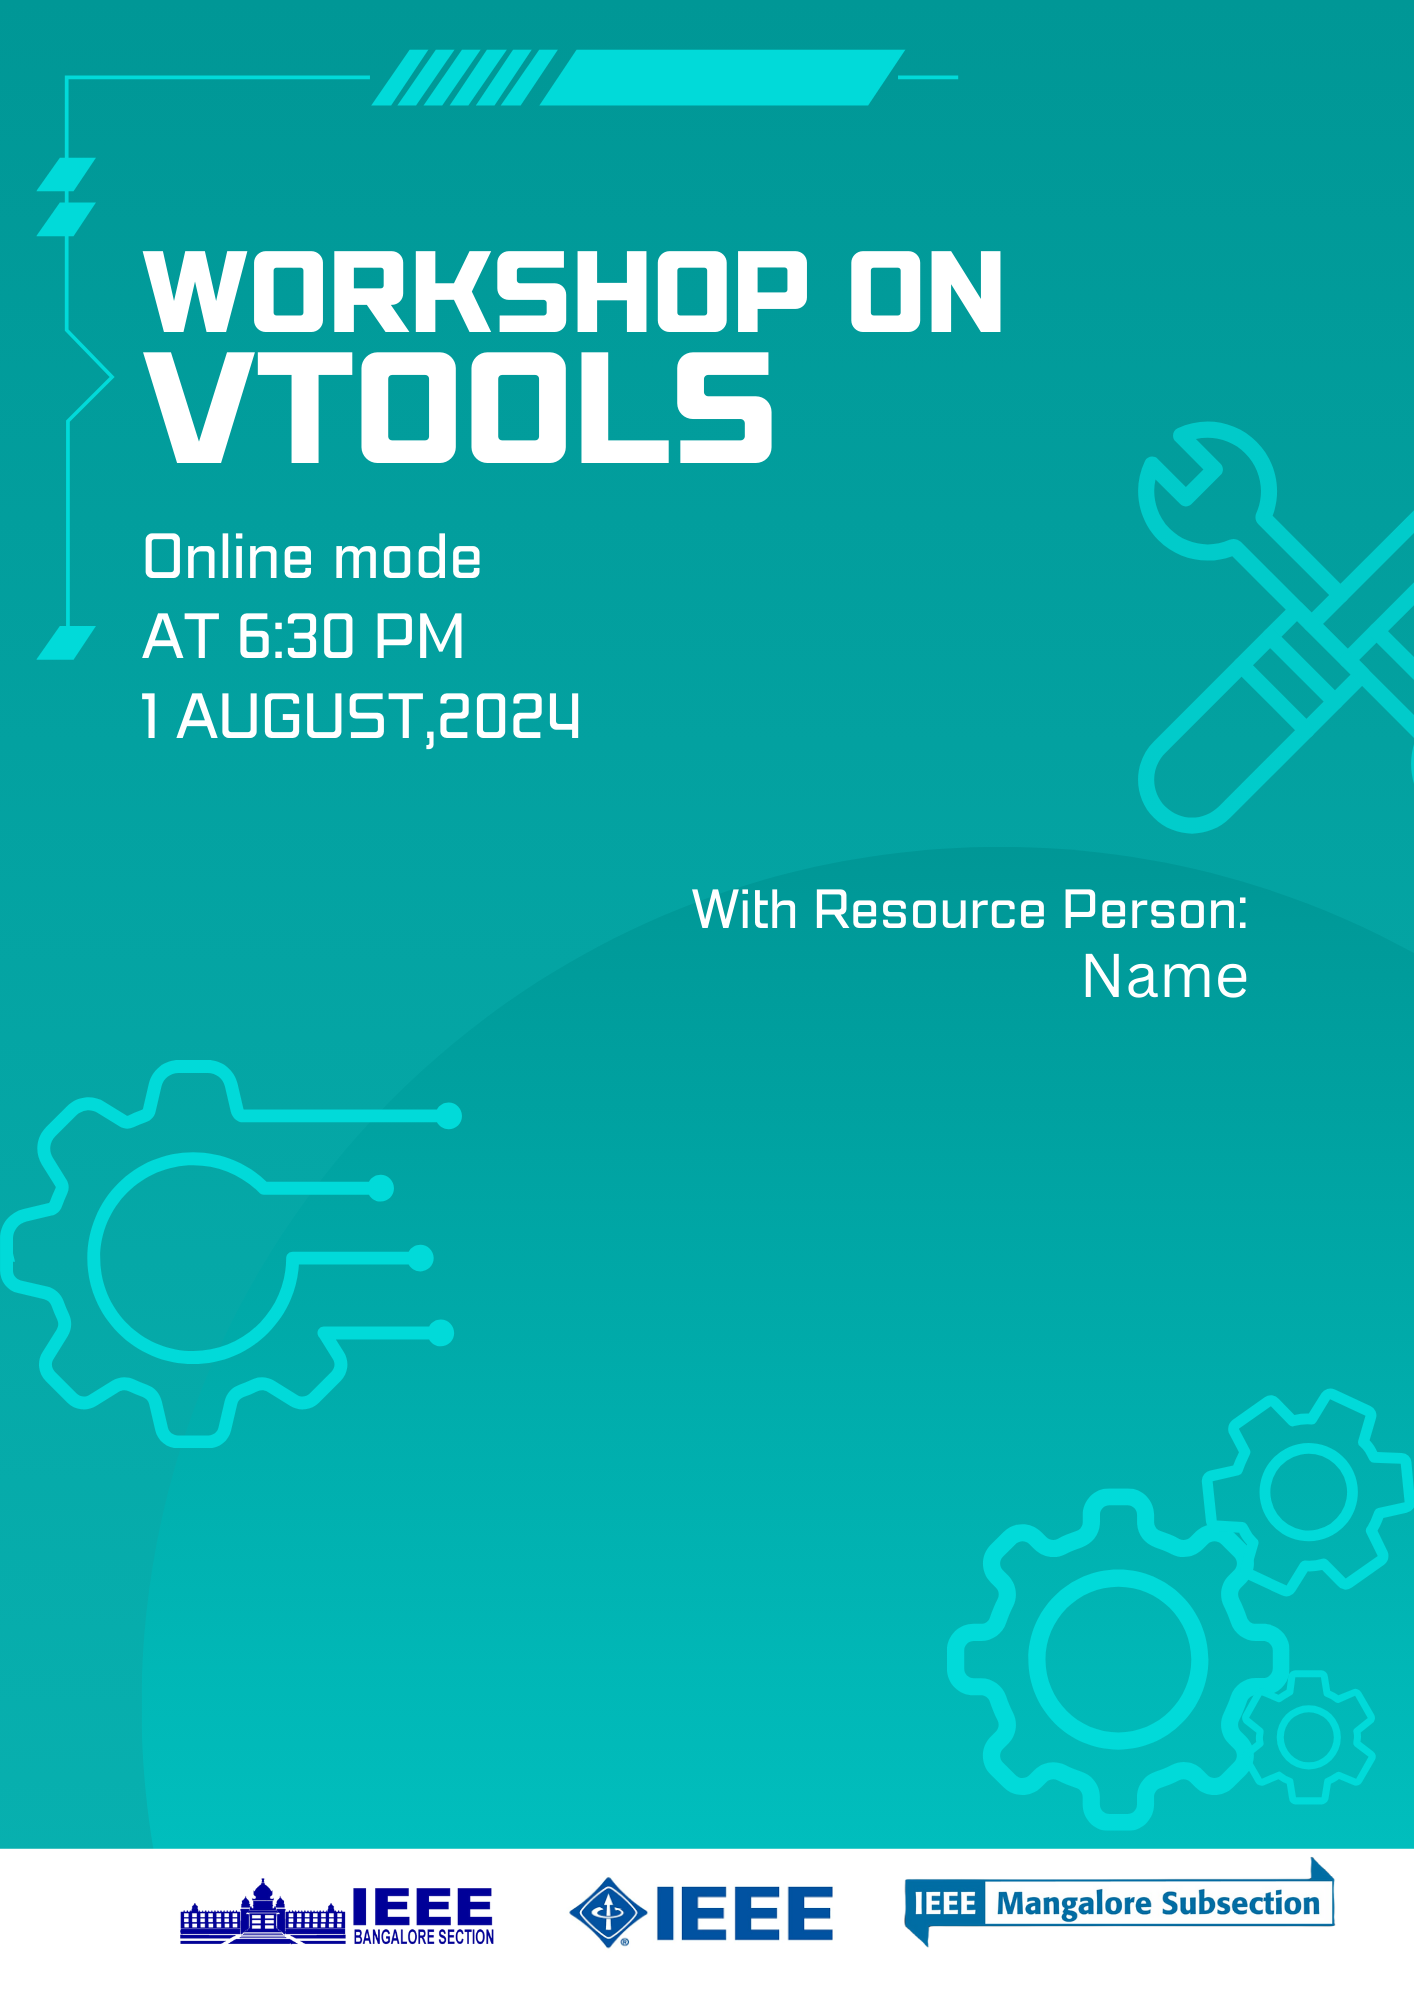 WORKSHOP ON
VTOOLS
Online mode
AT 6:30 PM
1 AUGUST,2024
With Resource Person:
Name
IEEE
BANGALORE SECTION
IEEE
®
IEEE Mangalore Subsection